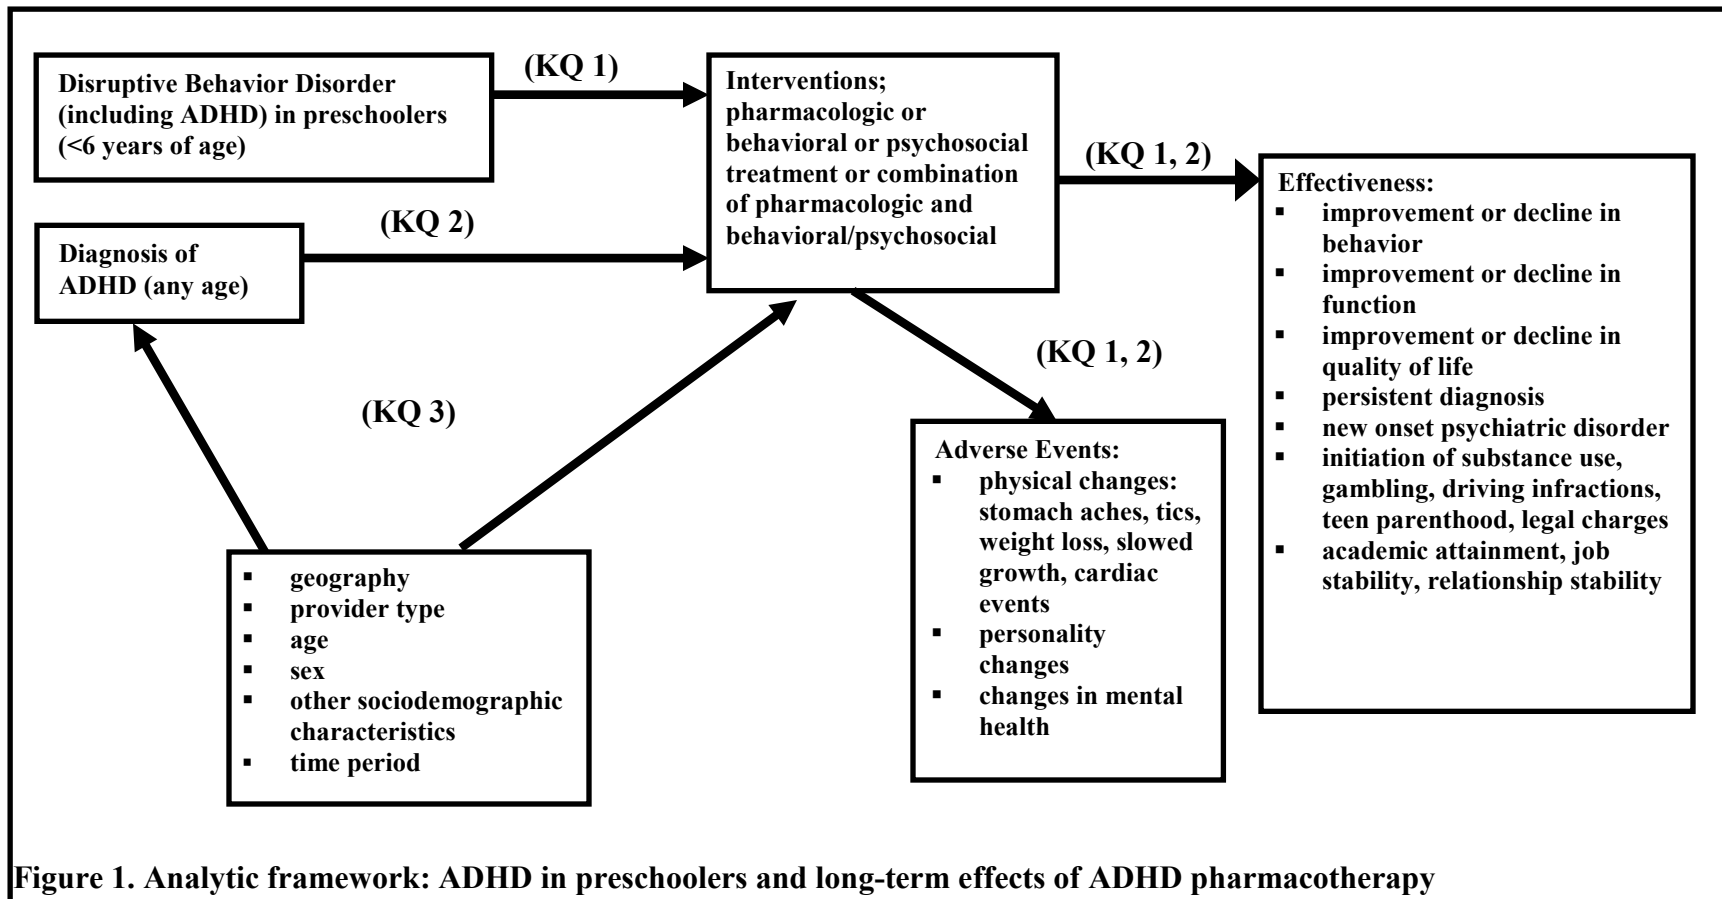 Disruptive Behavior Disorder
(including ADHD) in preschoolers
(<6 years of age)
(KQ 1)
Interventions;
pharmacologic or
behavioral or psychosocial
treatment or combination
of pharmacologic and
behavioral/psychosocial
(KQ 1, 2)
Effectiveness:
▪ improvement or decline in
behavior
▪ improvement or decline in
function
▪ improvement or decline in
quality of life
▪ persistent diagnosis
▪ new onset psychiatric disorder
▪ initiation of substance use,
gambling, driving infractions,
teen parenthood, legal charges
▪ academic attainment, job
stability, relationship stability
Diagnosis of
ADHD (any age)
(KQ 2)
(KQ 1, 2)
(KQ 3)
Adverse Events:
▪ physical changes:
stomach aches, tics,
weight loss, slowed
growth, cardiac
events
▪ personality
changes
▪ changes in mental
health
▪ geography
▪ provider type
▪ age
▪ sex
▪ other sociodemographic
characteristics
▪ time period
Figure 1. Analytic framework: ADHD in preschoolers and long-term effects of ADHD pharmacotherapy